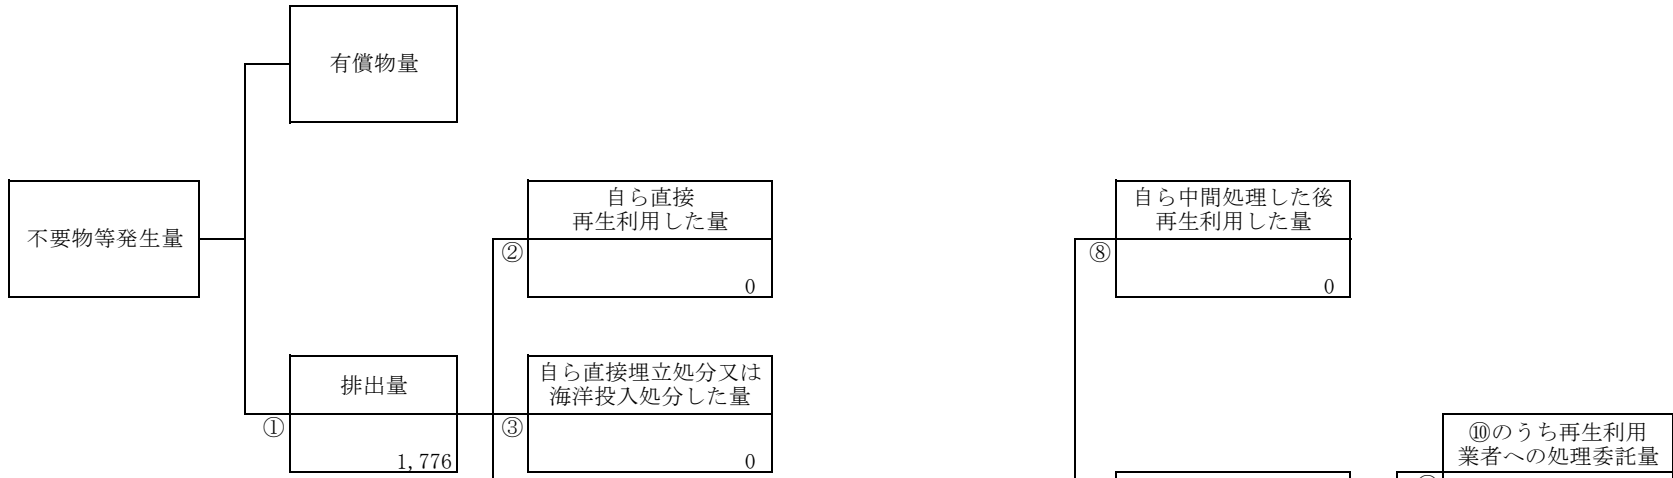 有償物量
不要物等発生量
自ら直接
再生利用した量
②
0
自ら中間処理した後
再生利用した量
⑧
0
排出量
①
1,776
自ら直接埋立処分又は
海洋投入処分した量
③
0
⑩のうち再生利用
業者への処理委託量